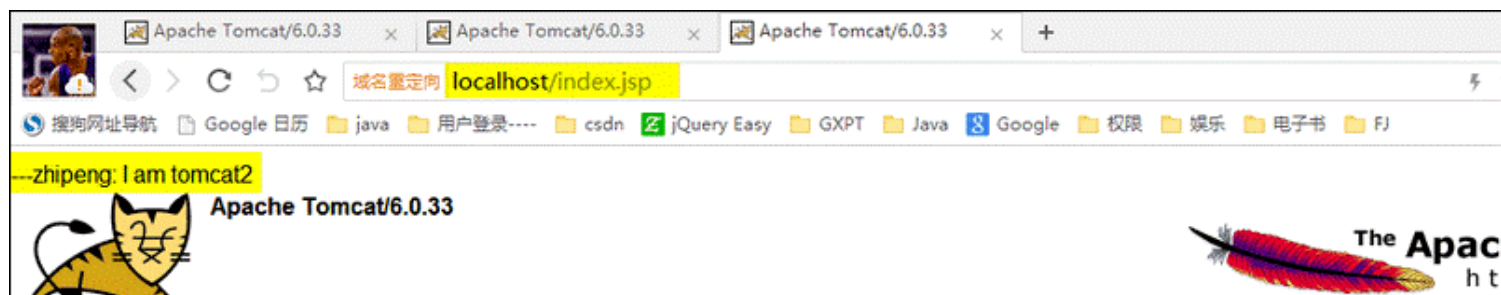 Apache Tomcat/6.0.33 × Apache Tomcat/6.0.33 × Apache Tomcat/6.0.33 × +
域名重定向 localhost/index.jsp
搜狗网址导航 Google 日历 java 用户登录---- csdn jQuery Easy GXPT Java Google 权限 娱乐 电子书 FJ
---zhipeng: I am tomcat2
Apache Tomcat/6.0.33
The Apac
ht